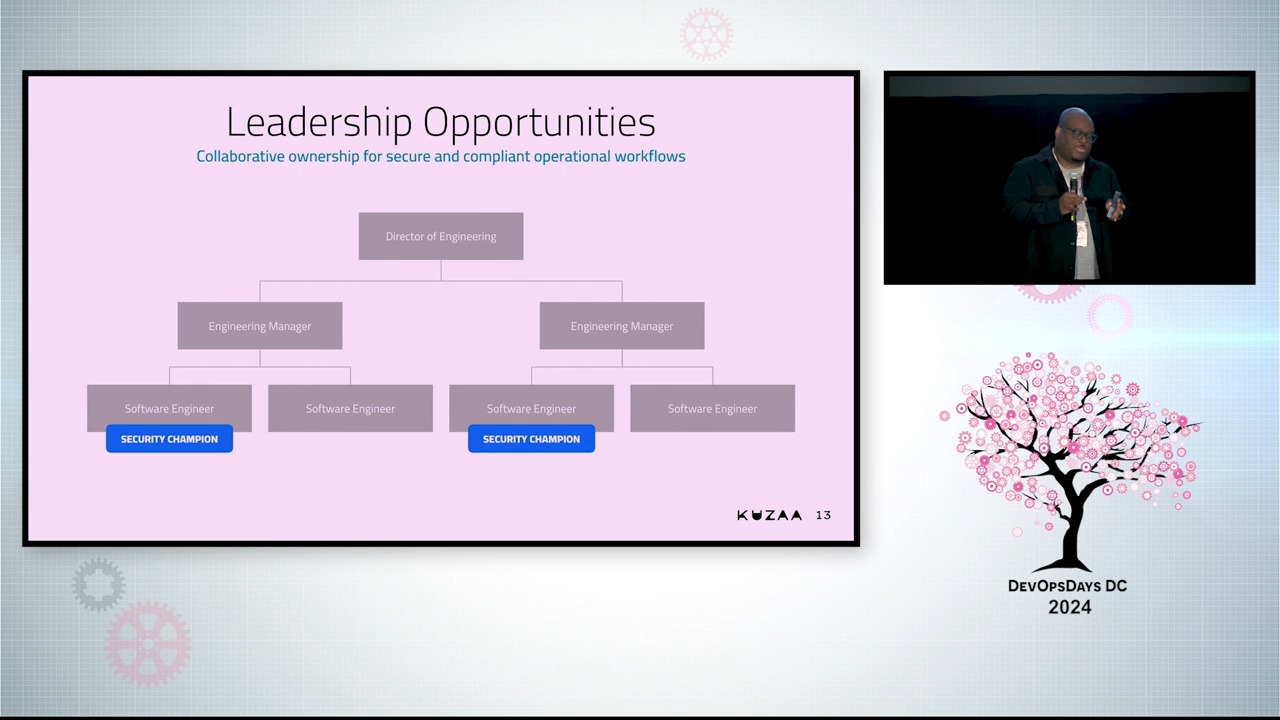 Leadership Opportunities
Collaborative ownership for secure and compliant operational workflows
Director of Engineering
Engineering Manager
Engineering Manager
Software Engineer
Software Engineer
Software Engineer
Software Engineer
SECURITY CHAMPION
SECURITY CHAMPION
KUZAA 13
DevOpsDays DC
2024